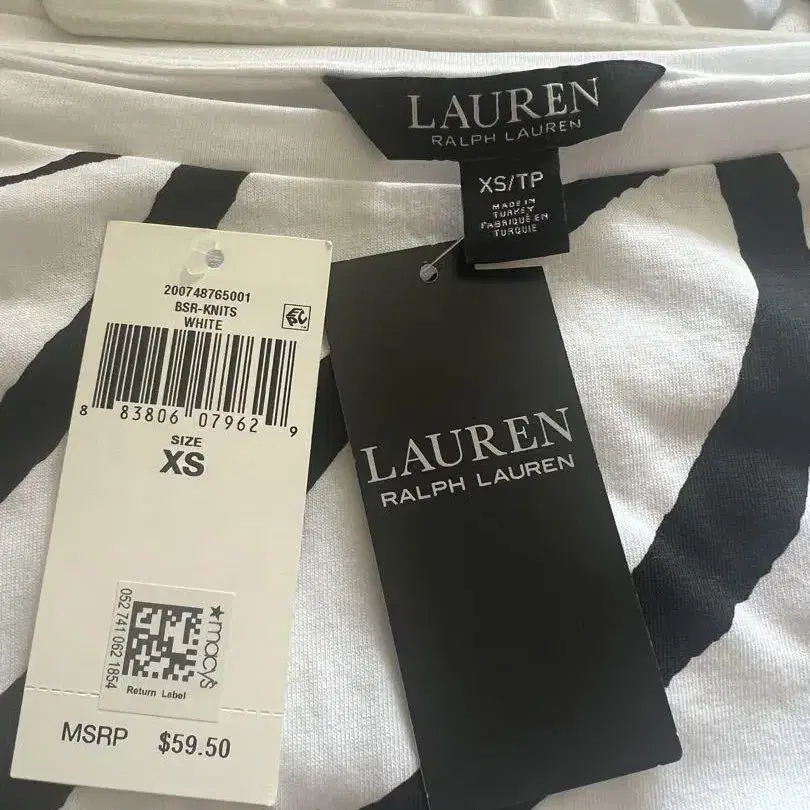 LAUREN
RALPH LAUREN
XS/TP
MADE IN
TURKEY
FABRIQUE EN
TURQUIE
200748765001
BSR-KNITS
WHITE
8 83806 07962 9
SIZE
XS
052 741 062 1854
★macy's
Return Label
MSRP $59.50
LAUREN
RALPH LAUREN